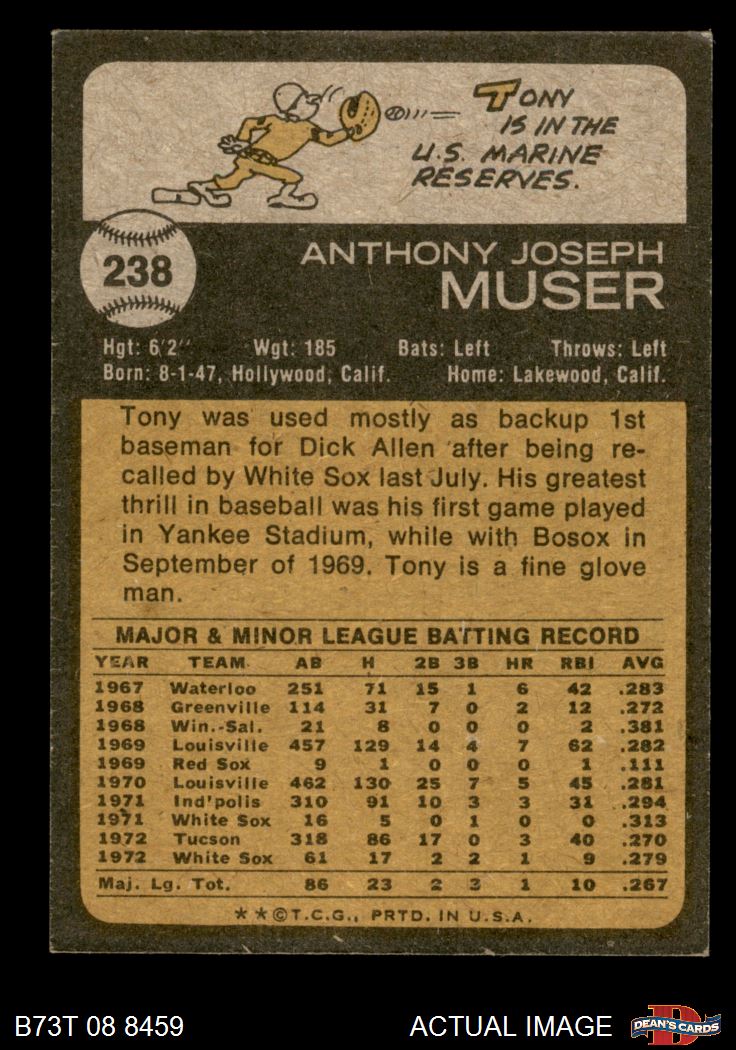 TONY
IS IN THE
U.S. MARINE
RESERVES.
238
ANTHONY JOSEPH
MUSER
Hgt: 6'2" Wgt: 185 Bats: Left Throws: Left
Born: 8-1-47, Hollywood, Calif. Home: Lakewood, Calif.
Tony was used mostly as backup 1st
baseman for Dick Allen after being re-
called by White Sox last July. His greatest
thrill in baseball was his first game played
in Yankee Stadium, while with Bosox in
September of 1969. Tony is a fine glove
man.
MAJOR & MINOR LEAGUE BATTING RECORD
YEAR TEAM AB H 2B 3B HR RBI AVG
1967 Waterloo 251 71 15 1 6 42 .283
1968 Greenville 114 31 7 0 2 12 .272
1968 Win.-Sal. 21 8 0 0 0 2 .381
1969 Louisville 457 129 14 4 7 62 .282
1969 Red Sox 9 1 0 0 0 1 .111
1970 Louisville 462 130 25 7 5 45 .281
1971 Ind'polis 310 91 10 3 3 31 .294
1971 White Sox 16 5 0 1 0 0 .313
1972 Tucson 318 86 17 0 3 40 .270
1972 White Sox 61 17 2 2 1 9 .279
Maj. Lg. Tot. 86 23 2 3 1 10 .267
**©T.C.G., PRTD. IN U.S.A.
B73T 08 8459 ACTUAL IMAGE DEAN'S CARDS